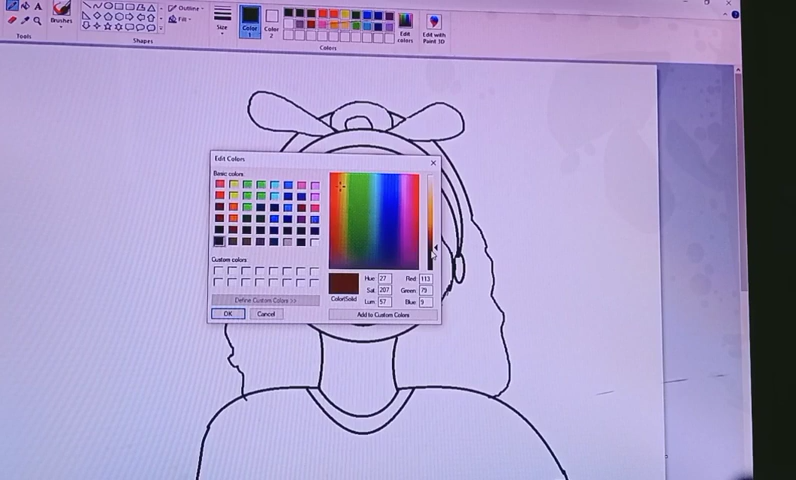 Outline
Fill
Brushes
Size
Color 1
Color 2
Edit colors
Edit with Paint 3D
Tools
Shapes
Colors
Edit Colors
Basic colors:
Custom colors:
Define Custom Colors >>
OK
Cancel
Color|Solid
Hue: 27
Sat: 207
Lum: 57
Red: 113
Green: 79
Blue: 9
Add to Custom Colors